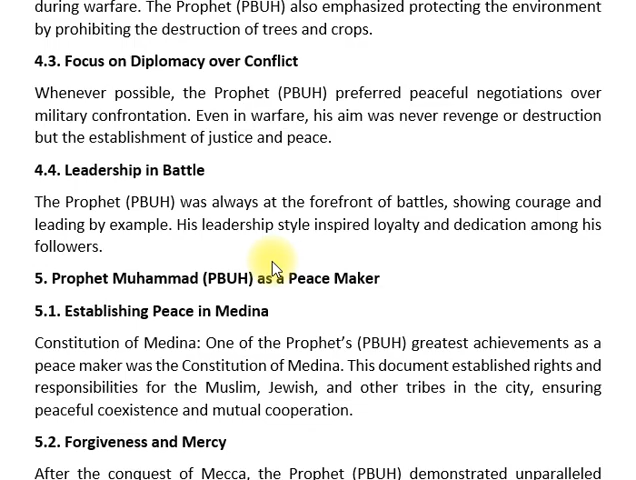 during warfare. The Prophet (PBUH) also emphasized protecting the environment
by prohibiting the destruction of trees and crops.
4.3. Focus on Diplomacy over Conflict
Whenever possible, the Prophet (PBUH) preferred peaceful negotiations over
military confrontation. Even in warfare, his aim was never revenge or destruction
but the establishment of justice and peace.
4.4. Leadership in Battle
The Prophet (PBUH) was always at the forefront of battles, showing courage and
leading by example. His leadership style inspired loyalty and dedication among his
followers.
5. Prophet Muhammad (PBUH) as a Peace Maker
5.1. Establishing Peace in Medina
Constitution of Medina: One of the Prophet’s (PBUH) greatest achievements as a
peace maker was the Constitution of Medina. This document established rights and
responsibilities for the Muslim, Jewish, and other tribes in the city, ensuring
peaceful coexistence and mutual cooperation.
5.2. Forgiveness and Mercy
After the conquest of Mecca, the Prophet (PBUH) demonstrated unparalleled